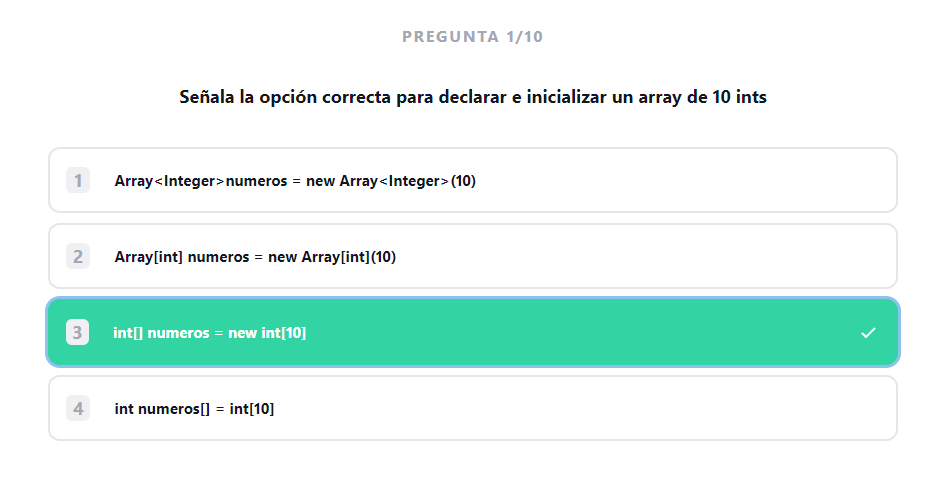 PREGUNTA 1/10
Señala la opción correcta para declarar e inicializar un array de 10 ints
1 Array<Integer>numeros = new Array<Integer>(10)
2 Array[int] numeros = new Array[int](10)
3 int[] numeros = new int[10]
4 int numeros[] = int[10]